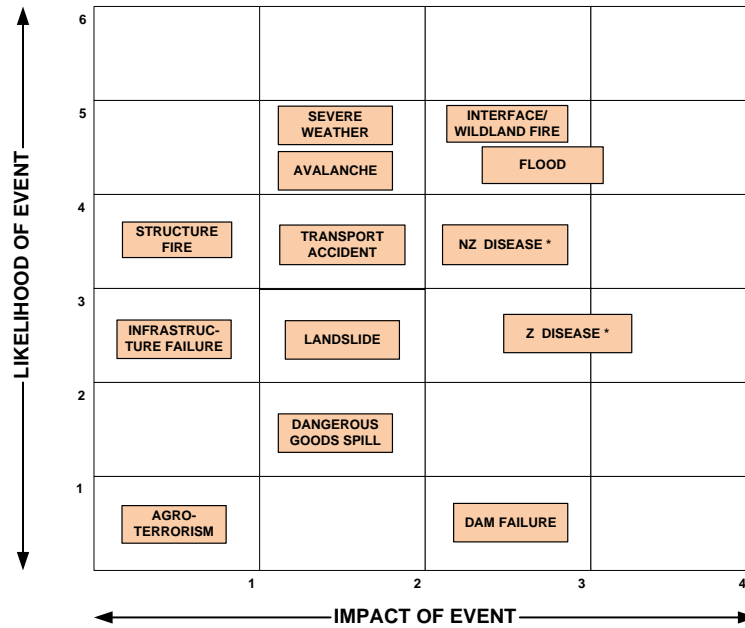 6
5
SEVERE
WEATHER
INTERFACE/
WILDLAND FIRE
AVALANCHE
FLOOD
4
STRUCTURE
FIRE
TRANSPORT
ACCIDENT
NZ DISEASE *
LIKELIHOOD OF EVENT
3
INFRASTRUC-
TURE FAILURE
LANDSLIDE
Z DISEASE *
2
DANGEROUS
GOODS SPILL
1
AGRO-
TERRORISM
DAM FAILURE
1
2
3
4
IMPACT OF EVENT